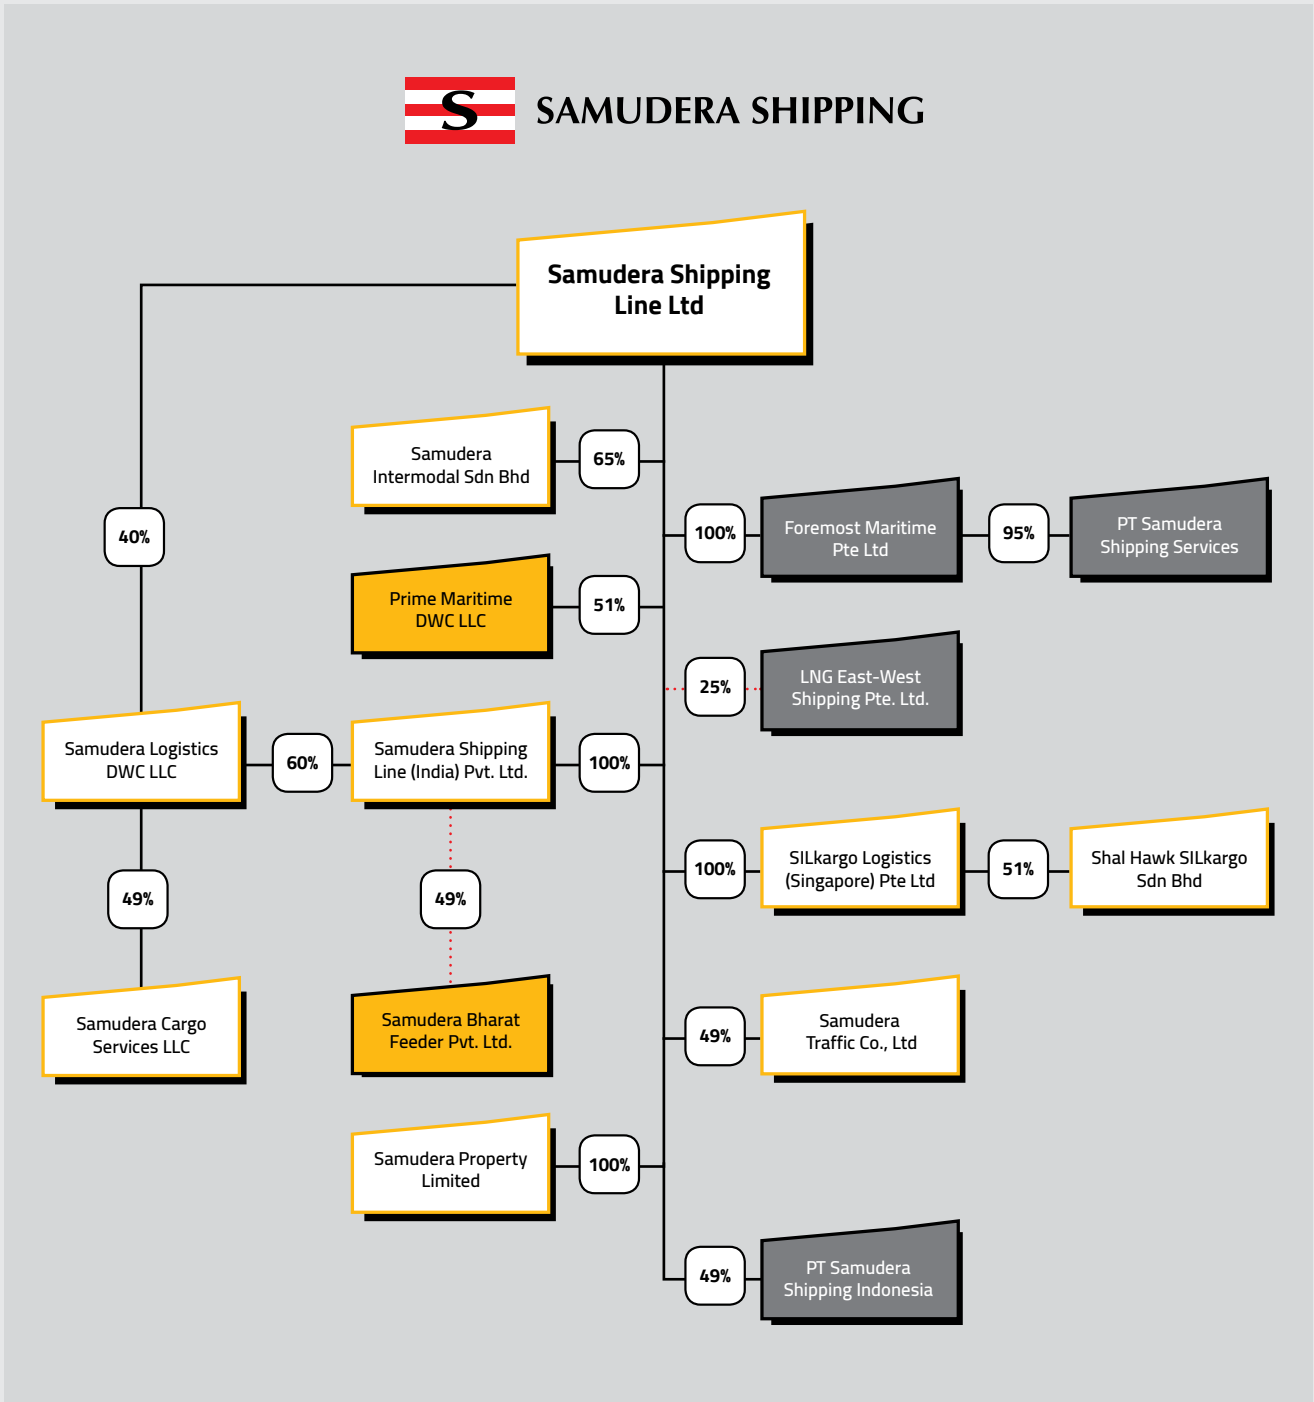 S
SAMUDERA SHIPPING
Samudera Shipping
Line Ltd
Samudera
Intermodal Sdn Bhd
65%
100%
Foremost Maritime
Pte Ltd
95%
PT Samudera
Shipping Services
40%
Prime Maritime
DWC LLC
51%
25%
LNG East-West
Shipping Pte. Ltd.
Samudera Logistics
DWC LLC
60%
Samudera Shipping
Line (India) Pvt. Ltd.
100%
100%
SILkargo Logistics
(Singapore) Pte Ltd
51%
Shal Hawk SILkargo
Sdn Bhd
49%
49%
Samudera Cargo
Services LLC
Samudera Bharat
Feeder Pvt. Ltd.
49%
Samudera
Traffic Co., Ltd
Samudera Property
Limited
100%
49%
PT Samudera
Shipping Indonesia